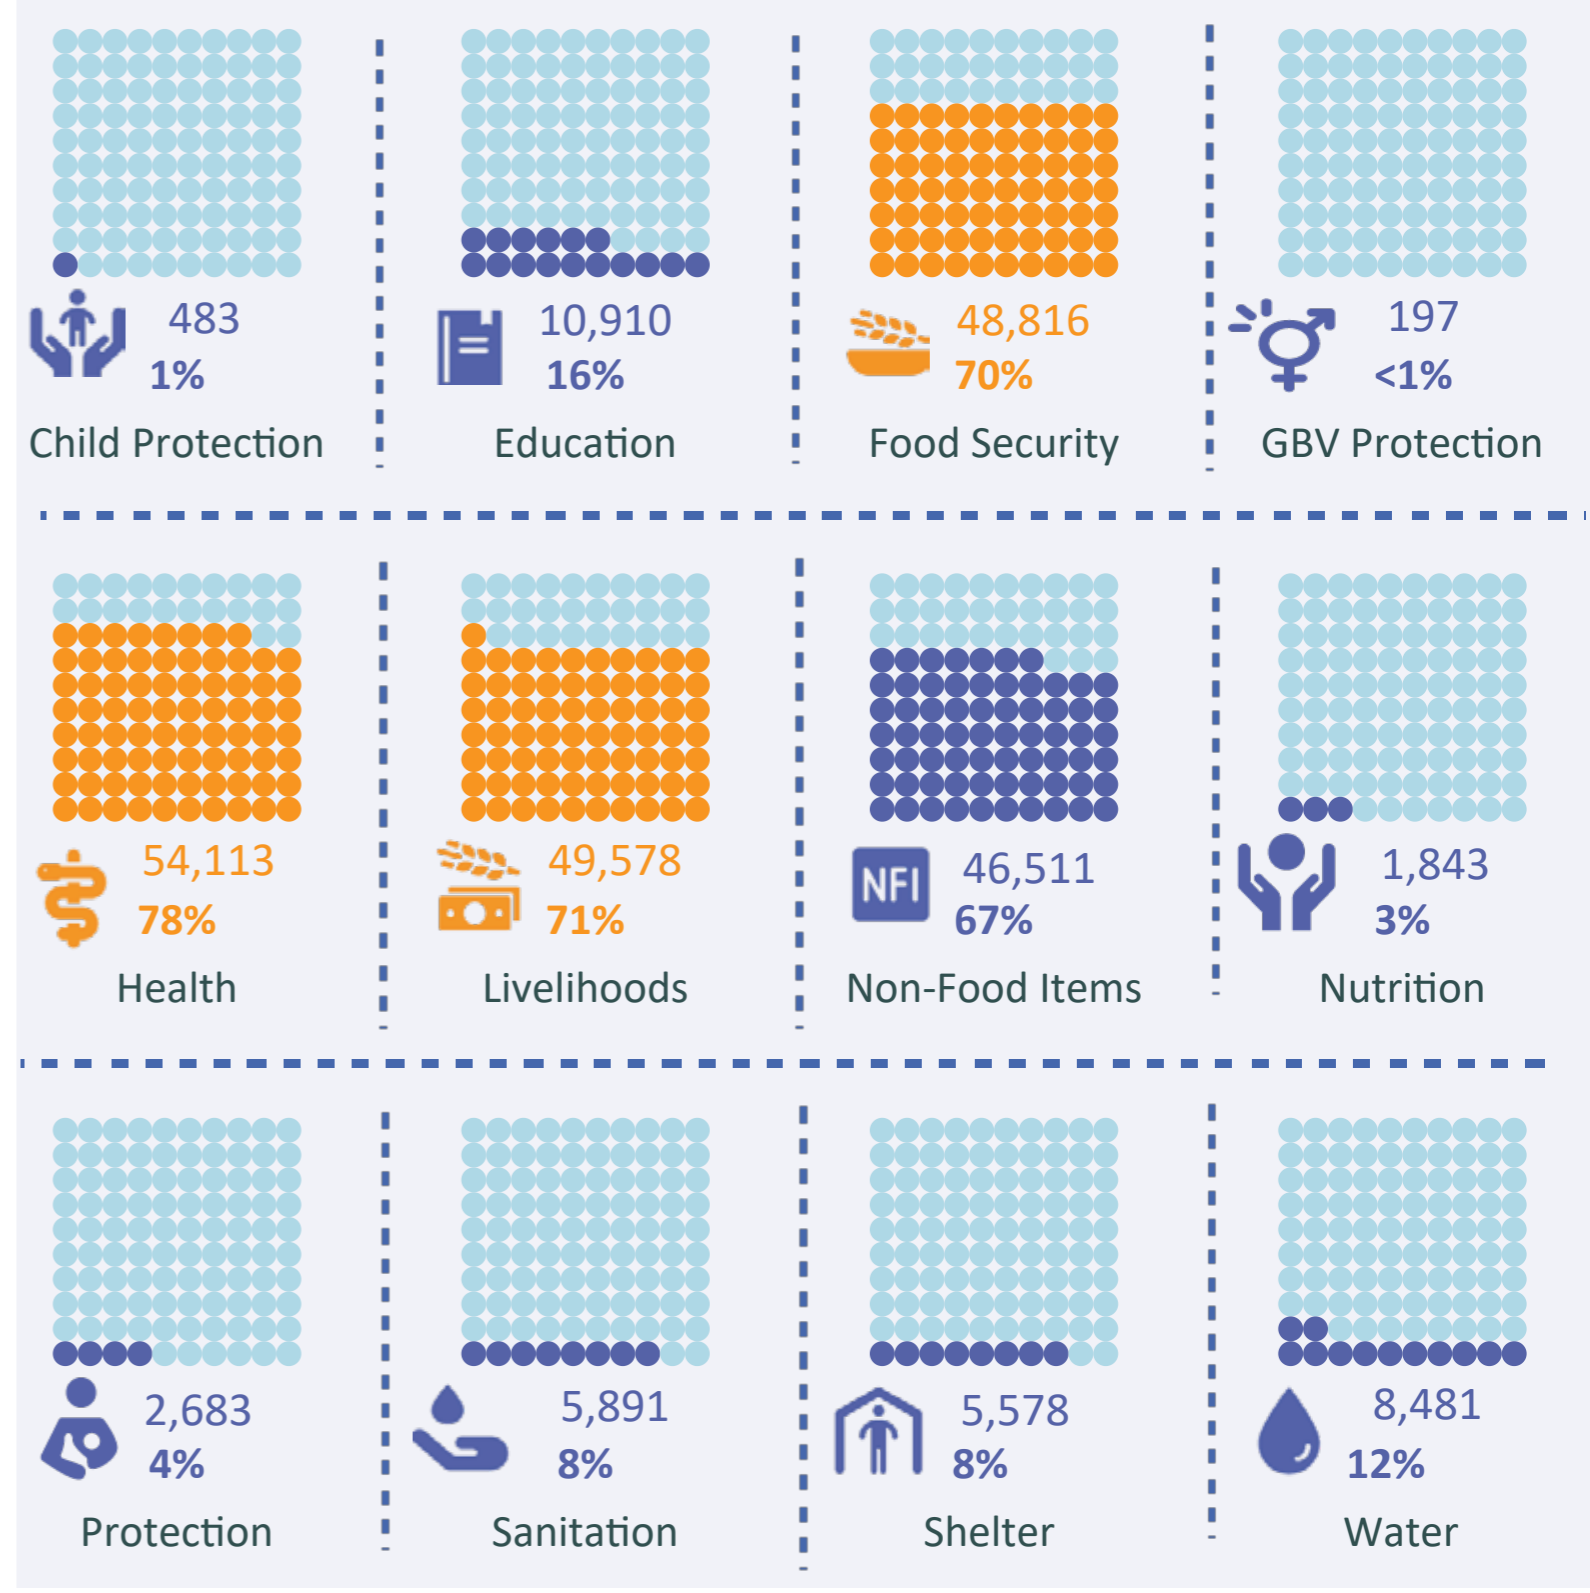 483
1%
Child Protection
10,910
16%
Education
48,816
70%
Food Security
197
<1%
GBV Protection
54,113
78%
Health
49,578
71%
Livelihoods
NFI
46,511
67%
Non-Food Items
1,843
3%
Nutrition
2,683
4%
Protection
5,891
8%
Sanitation
5,578
8%
Shelter
8,481
12%
Water